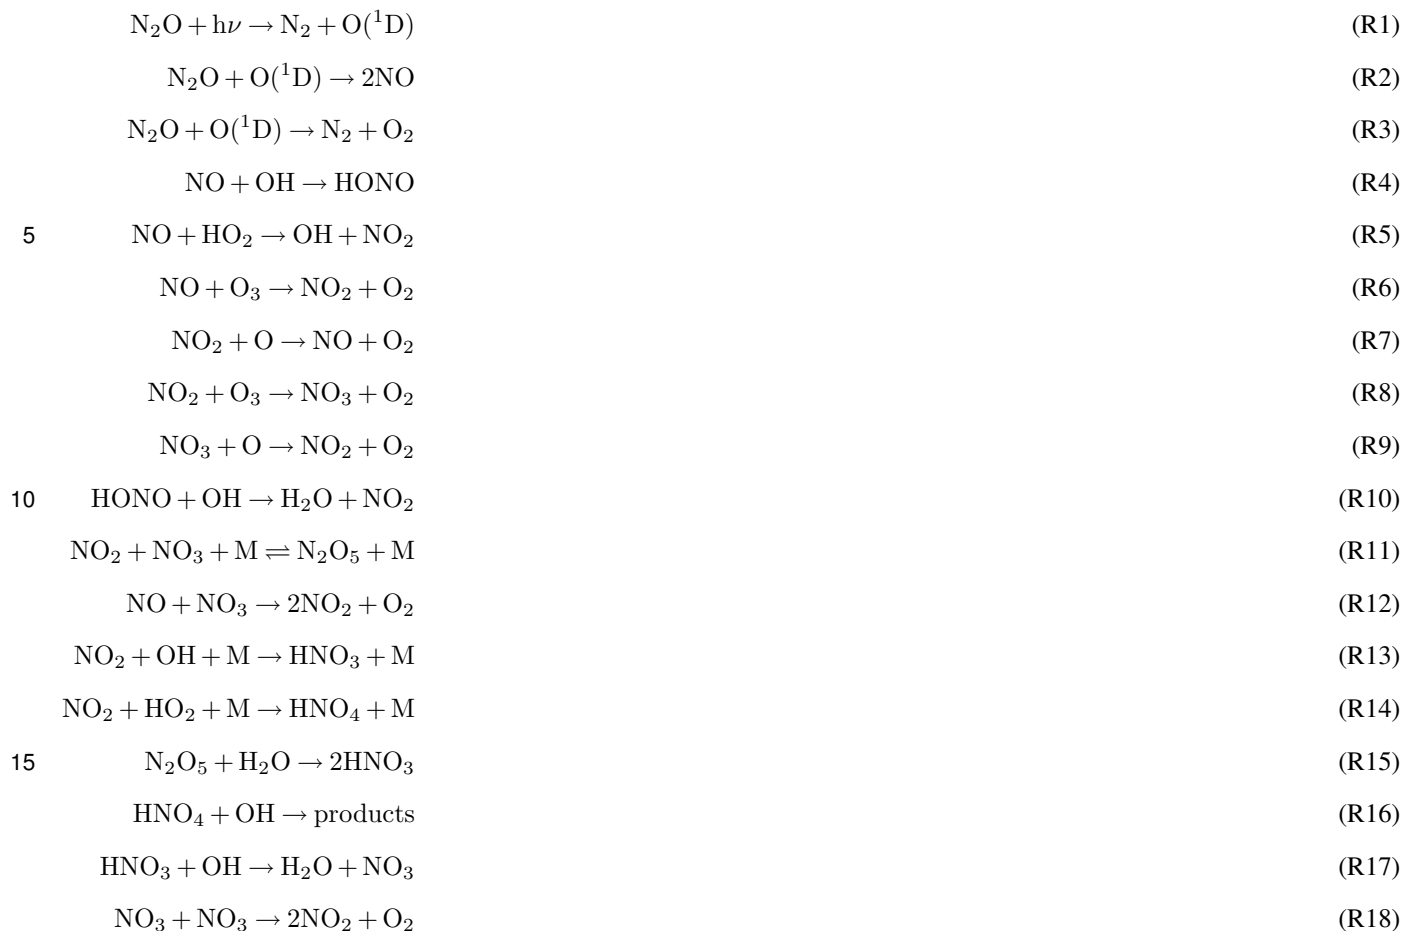 N₂O + hν → N₂ + O(¹D) (R1)
N₂O + O(¹D) → 2NO (R2)
N₂O + O(¹D) → N₂ + O₂ (R3)
NO + OH → HONO (R4)
5 NO + HO₂ → OH + NO₂ (R5)
NO + O₃ → NO₂ + O₂ (R6)
NO₂ + O → NO + O₂ (R7)
NO₂ + O₃ → NO₃ + O₂ (R8)
NO₃ + O → NO₂ + O₂ (R9)
10 HONO + OH → H₂O + NO₂ (R10)
NO₂ + NO₃ + M ⇌ N₂O₅ + M (R11)
NO + NO₃ → 2NO₂ + O₂ (R12)
NO₂ + OH + M → HNO₃ + M (R13)
NO₂ + HO₂ + M → HNO₄ + M (R14)
15 N₂O₅ + H₂O → 2HNO₃ (R15)
HNO₄ + OH → products (R16)
HNO₃ + OH → H₂O + NO₃ (R17)
NO₃ + NO₃ → 2NO₂ + O₂ (R18)